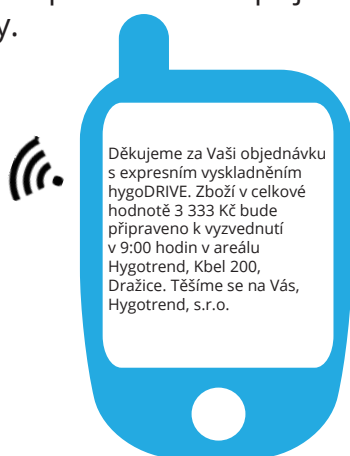 y.
Děkujeme za Vaši objednávku
s expresním vyskladněním
hygoDRIVE. Zboží v celkové
hodnotě 3 333 Kč bude
připraveno k vyzvednutí
v 9:00 hodin v areálu
Hygotrend, Kbel 200,
Dražice. Těšíme se na Vás,
Hygotrend, s.r.o.